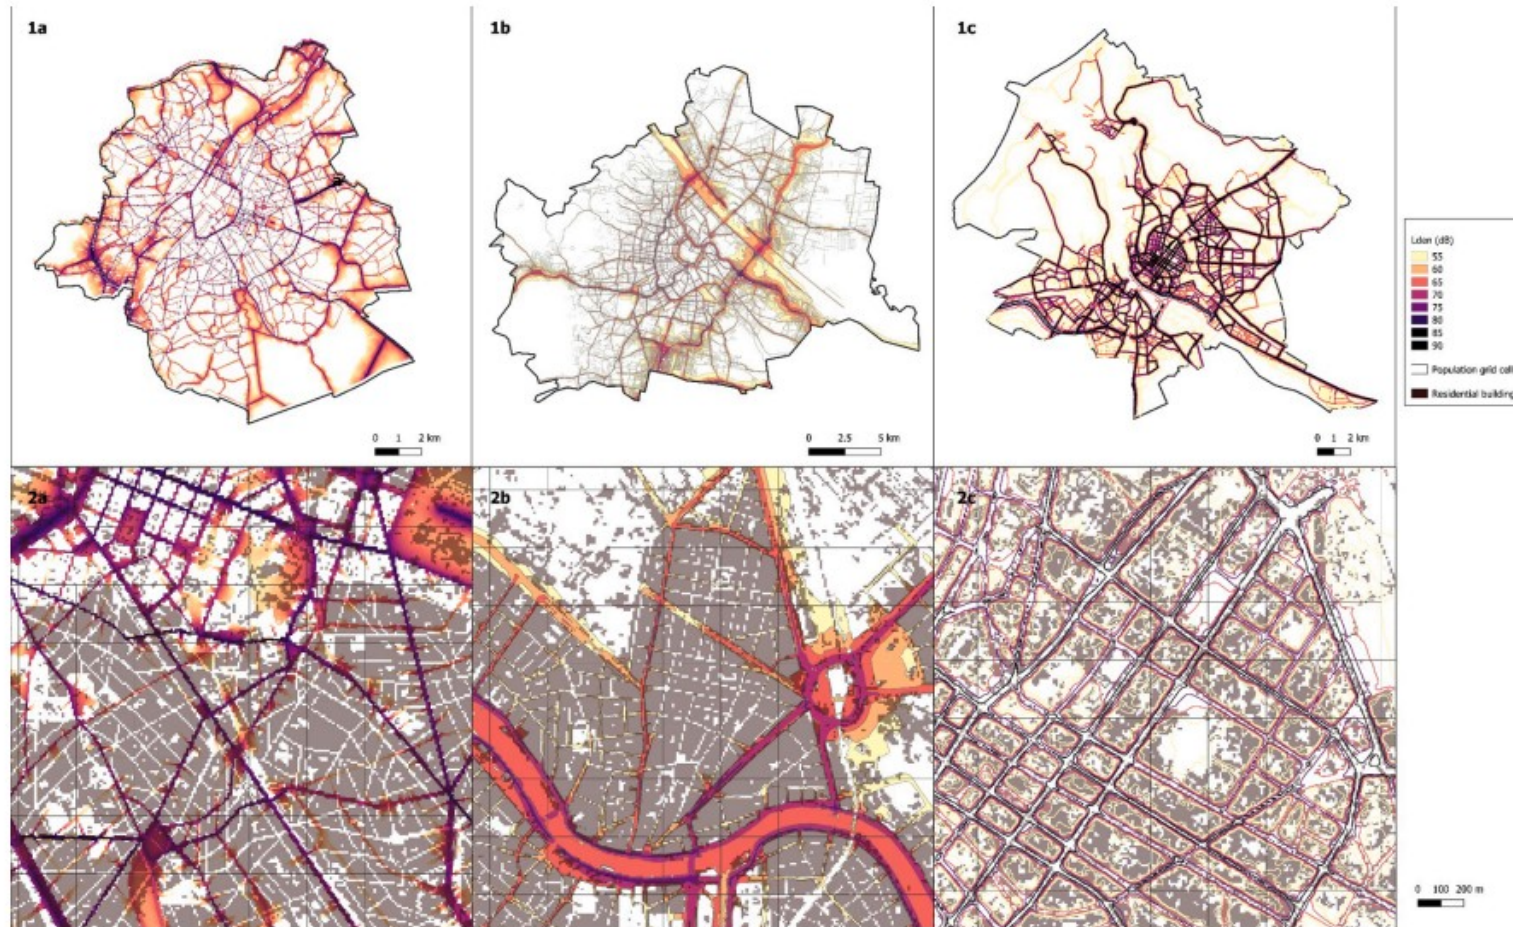 1a
1b
1c
0 1 2 km
0 2.5 5 km
0 1 2 km
Lden (dB)
55
60
65
70
75
80
85
90
Population grid cell
Residential building
2a
2b
2c
0 100 200 m